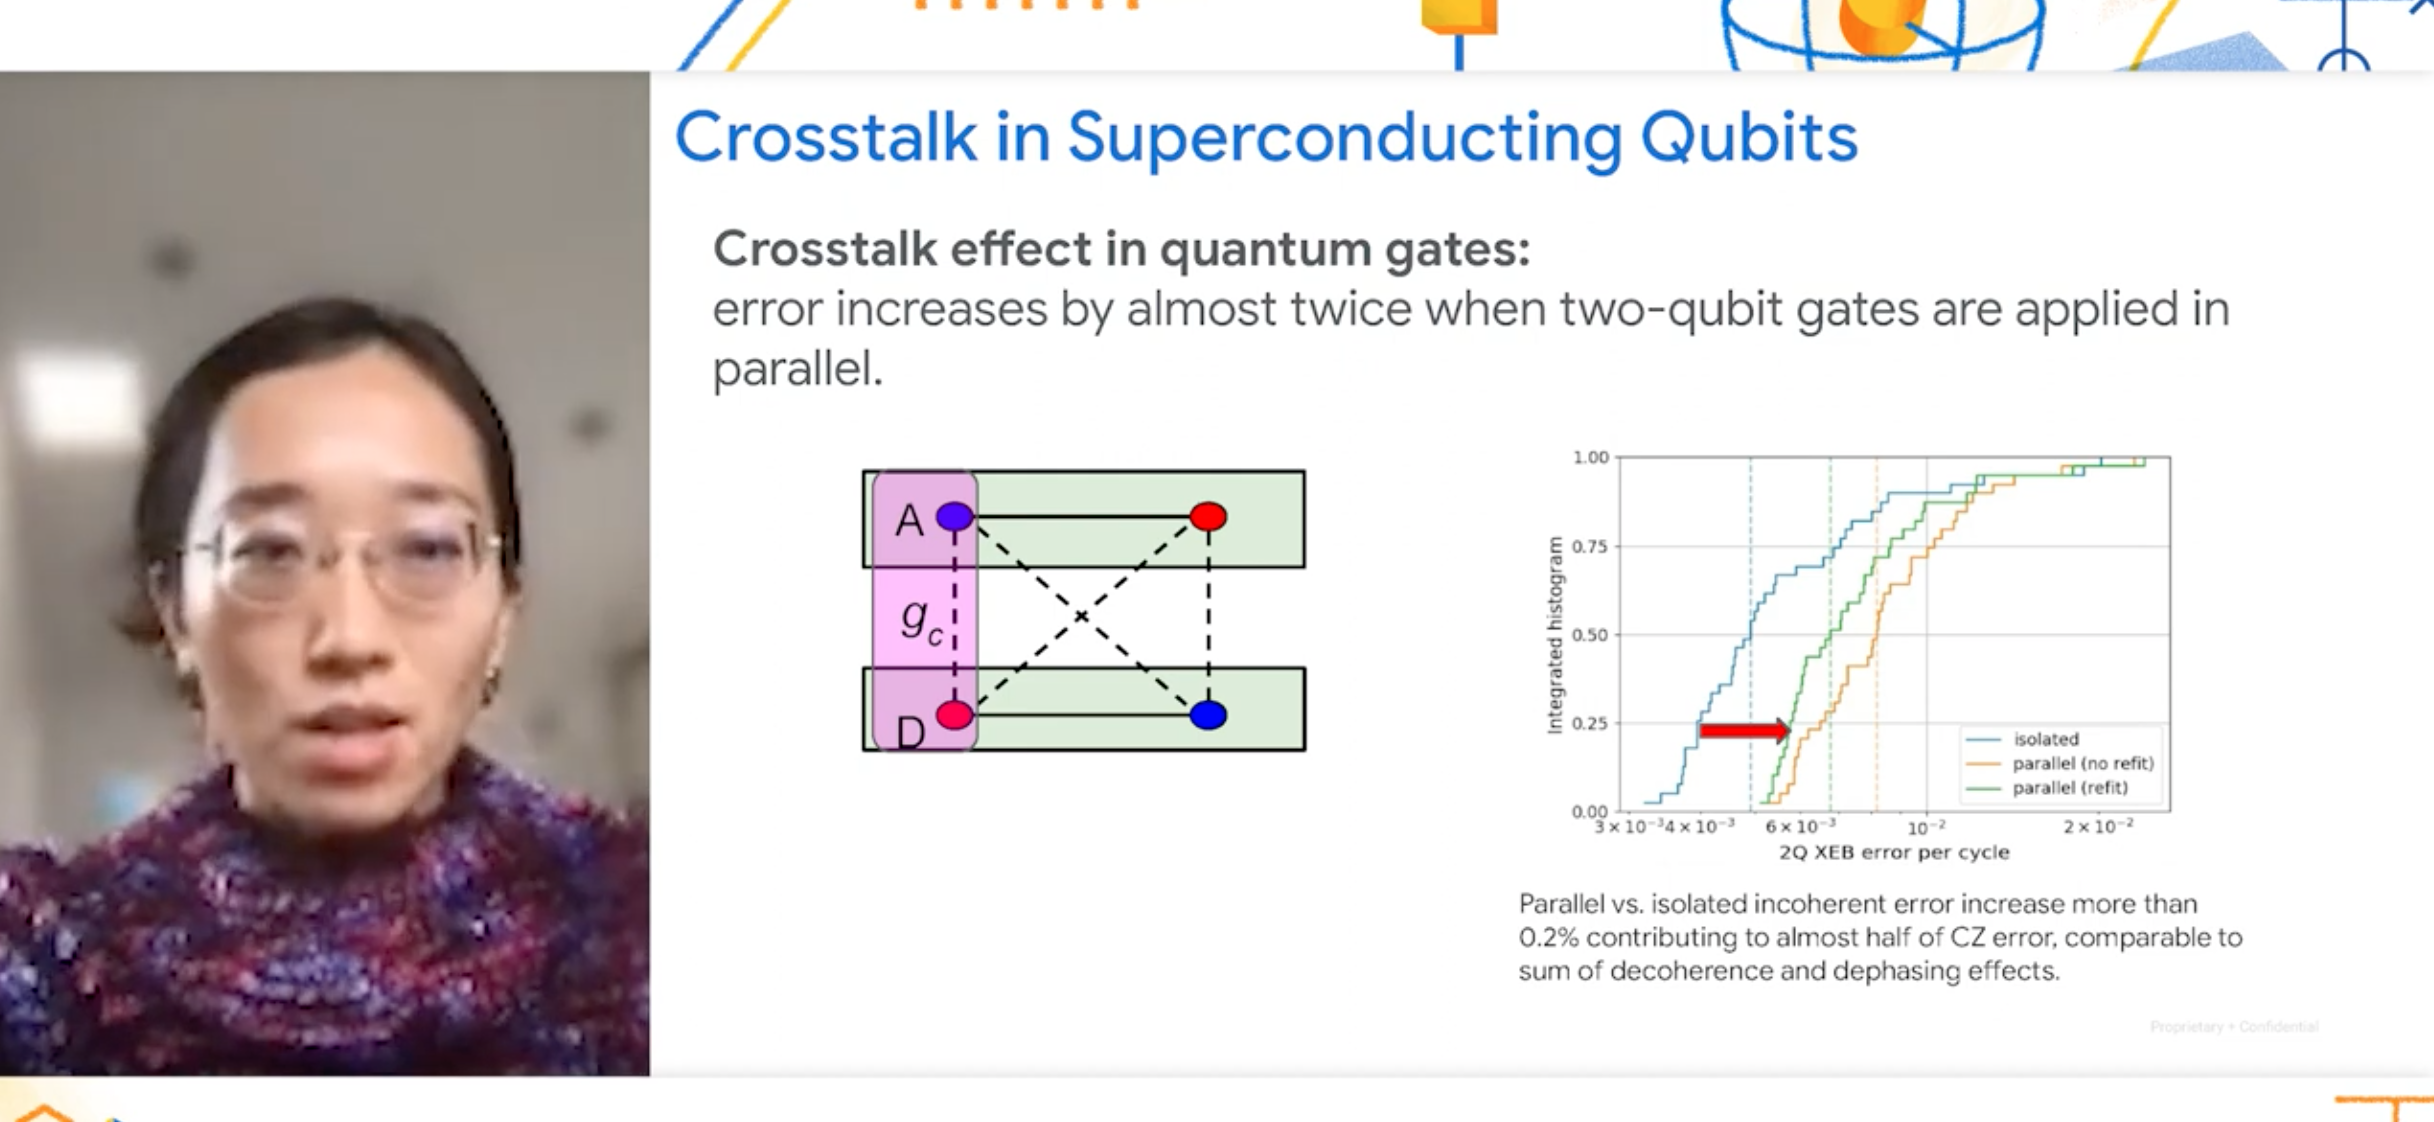 Crosstalk in Superconducting Qubits
Crosstalk effect in quantum gates:
error increases by almost twice when two-qubit gates are applied in
parallel.
A
g_c
D
Integrated histogram
1.00
0.75
0.50
0.25
0.00
3 × 10⁻³ 4 × 10⁻³ 6 × 10⁻³ 10⁻² 2 × 10⁻²
2Q XEB error per cycle
isolated
parallel (no refit)
parallel (refit)
Parallel vs. isolated incoherent error increase more than
0.2% contributing to almost half of CZ error, comparable to
sum of decoherence and dephasing effects.
Proprietary + Confidential